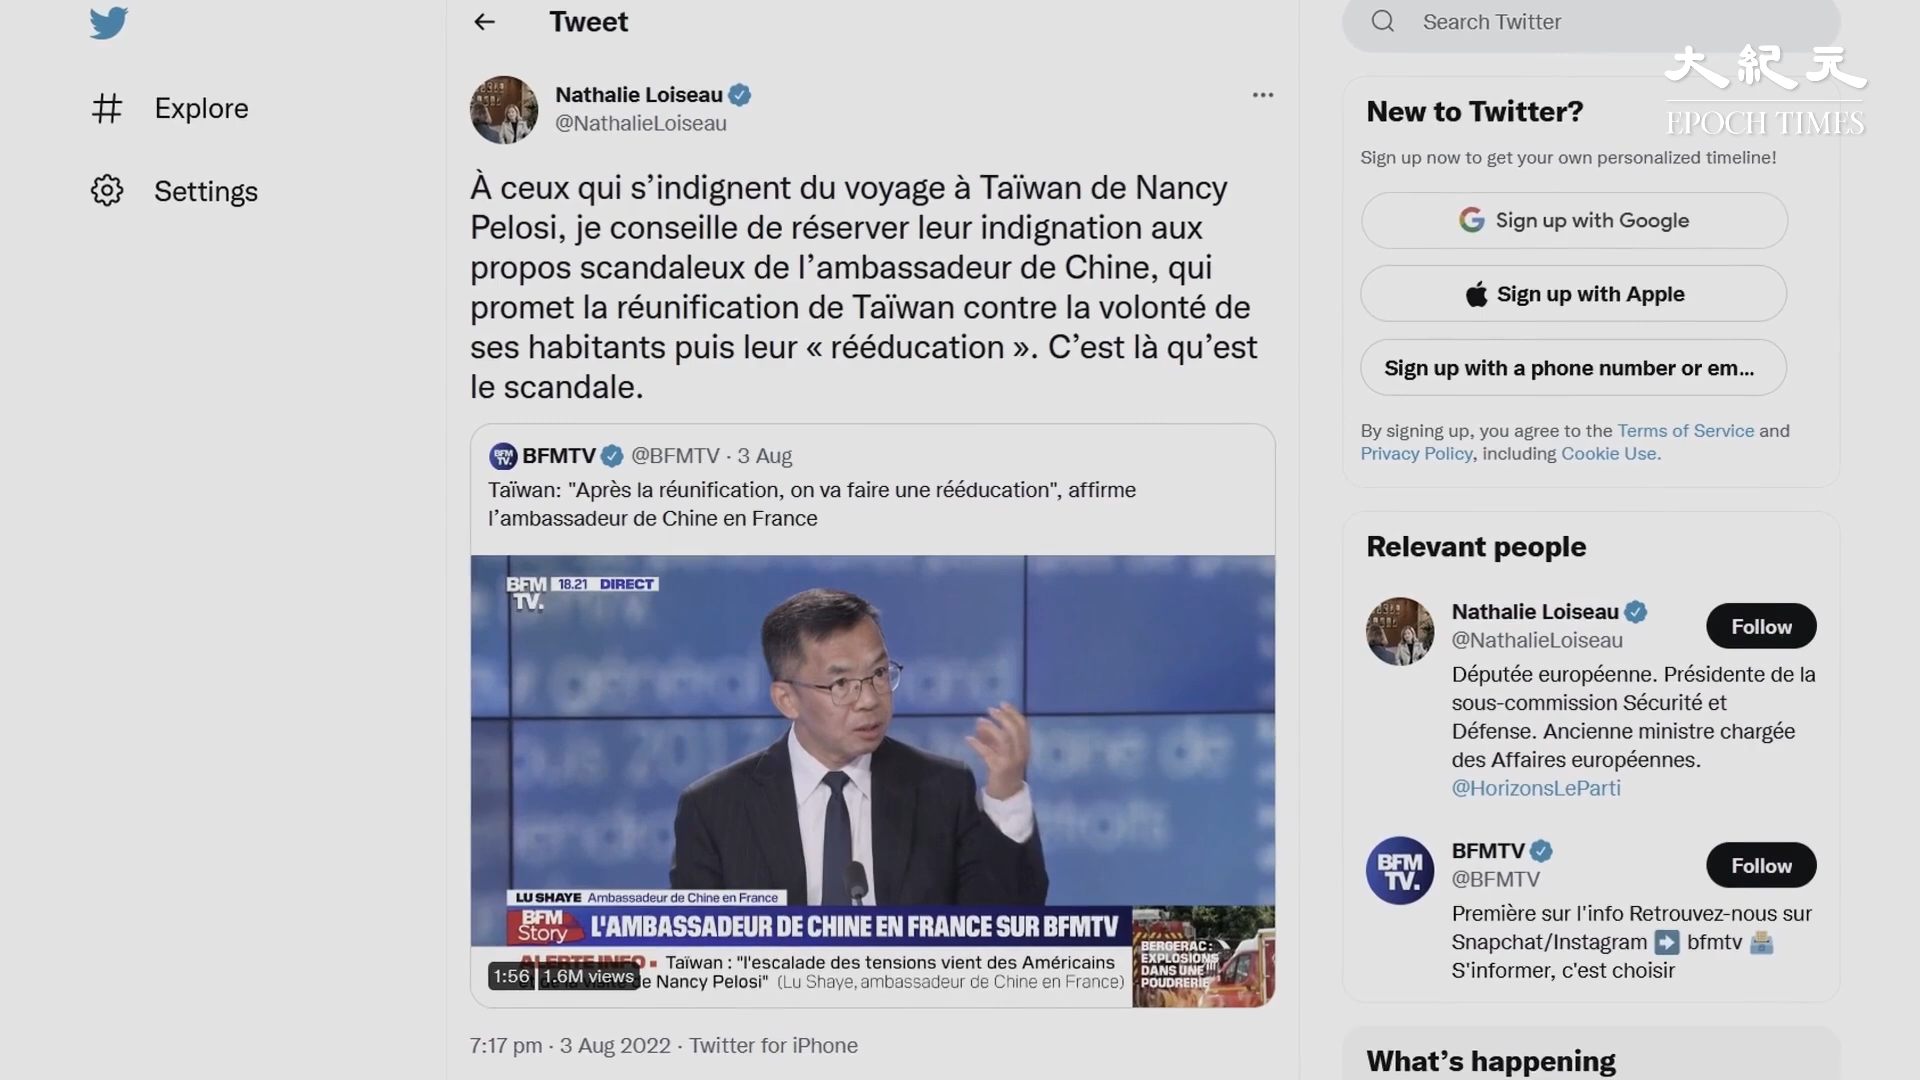 Tweet
Search Twitter
大紀元
EPOCH TIMES
Explore
Settings
Nathalie Loiseau
@NathalieLoiseau
À ceux qui s’indignent du voyage à Taïwan de Nancy
Pelosi, je conseille de réserver leur indignation aux
propos scandaleux de l’ambassadeur de Chine, qui
promet la réunification de Taïwan contre la volonté de
ses habitants puis leur « rééducation ». C’est là qu’est
le scandale.
BFM TV.
BFMTV @BFMTV · 3 Aug
Taïwan: "Après la réunification, on va faire une rééducation", affirme
l’ambassadeur de Chine en France
BFM TV. 18.21 DIRECT
LU SHAYE Ambassadeur de Chine en France
BFM Story
L'AMBASSADEUR DE CHINE EN FRANCE SUR BFMTV
ALERTE INFO ▪ Taïwan : "l'escalade des tensions vient des Américains
et de la visite de Nancy Pelosi" (Lu Shaye, ambassadeur de Chine en France)
1:56 1.6M views
BERGERAC :
EXPLOSIONS
DANS UNE
POUDRERIE
7:17 pm · 3 Aug 2022 · Twitter for iPhone
New to Twitter?
Sign up now to get your own personalized timeline!
Sign up with Google
Sign up with Apple
Sign up with a phone number or em...
By signing up, you agree to the Terms of Service and
Privacy Policy, including Cookie Use.
Relevant people
Nathalie Loiseau
@NathalieLoiseau
Follow
Députée européenne. Présidente de la
sous-commission Sécurité et
Défense. Ancienne ministre chargée
des Affaires européennes.
@HorizonsLeParti
BFM TV.
BFMTV
@BFMTV
Follow
Première sur l'info Retrouvez-nous sur
Snapchat/Instagram ➡️ bfmtv 🗳️
S'informer, c'est choisir
What’s happening